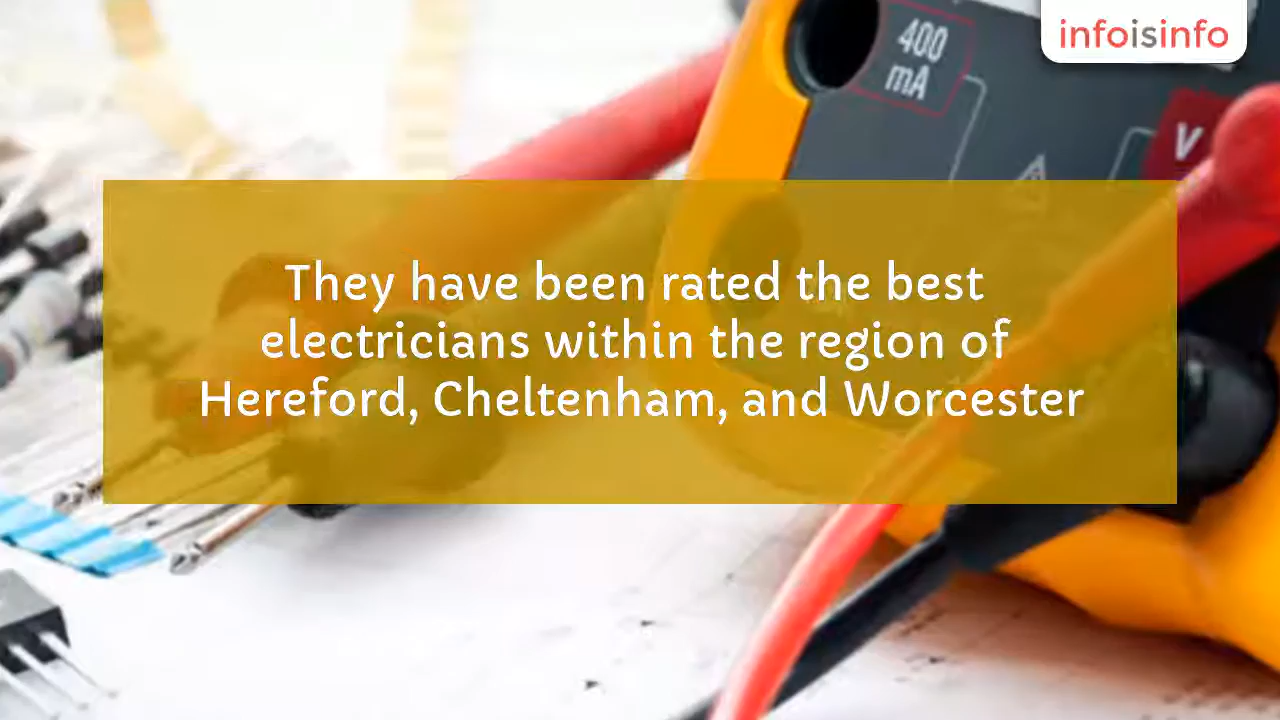 infoisinfo
400
mA
V
They have been rated the best
electricians within the region of
Hereford, Cheltenham, and Worcester